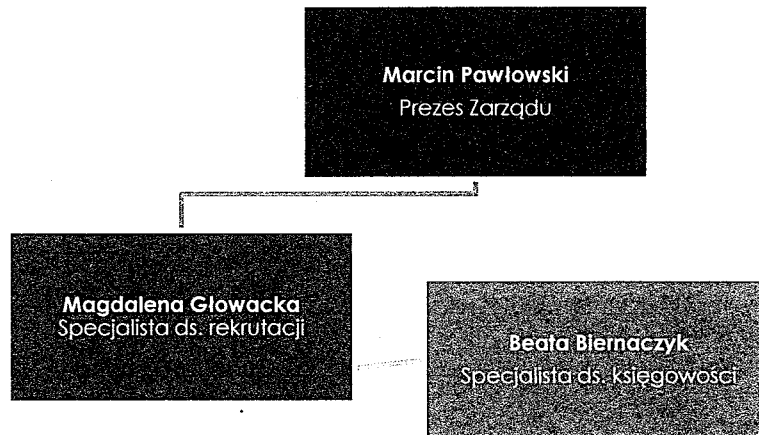 Marcin Pawłowski
Prezes Zarządu
Magdalena Głowacka
Specjalista ds. rekrutacji
Beata Biernaczyk
Specjalista ds. księgowości